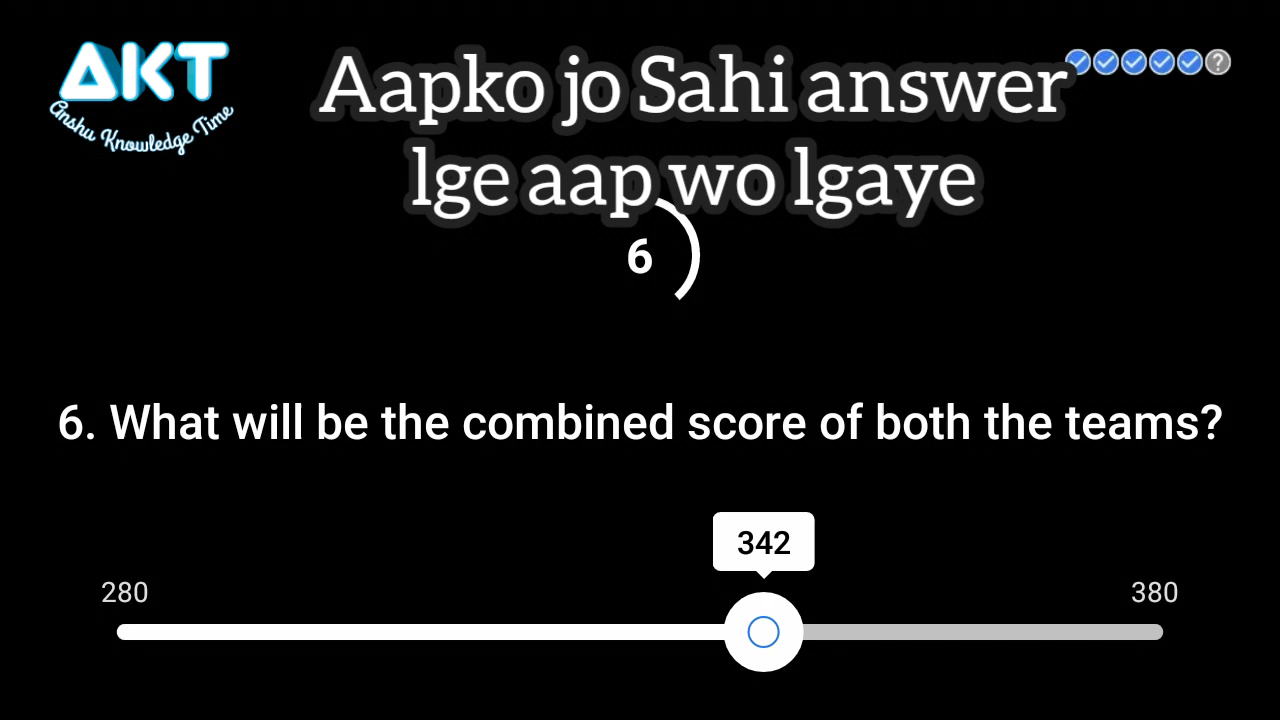 AKT
Anshu Knowledge Time
Aapko jo Sahi answer
lge aap wo lgaye
?
6
6. What will be the combined score of both the teams?
342
280
380